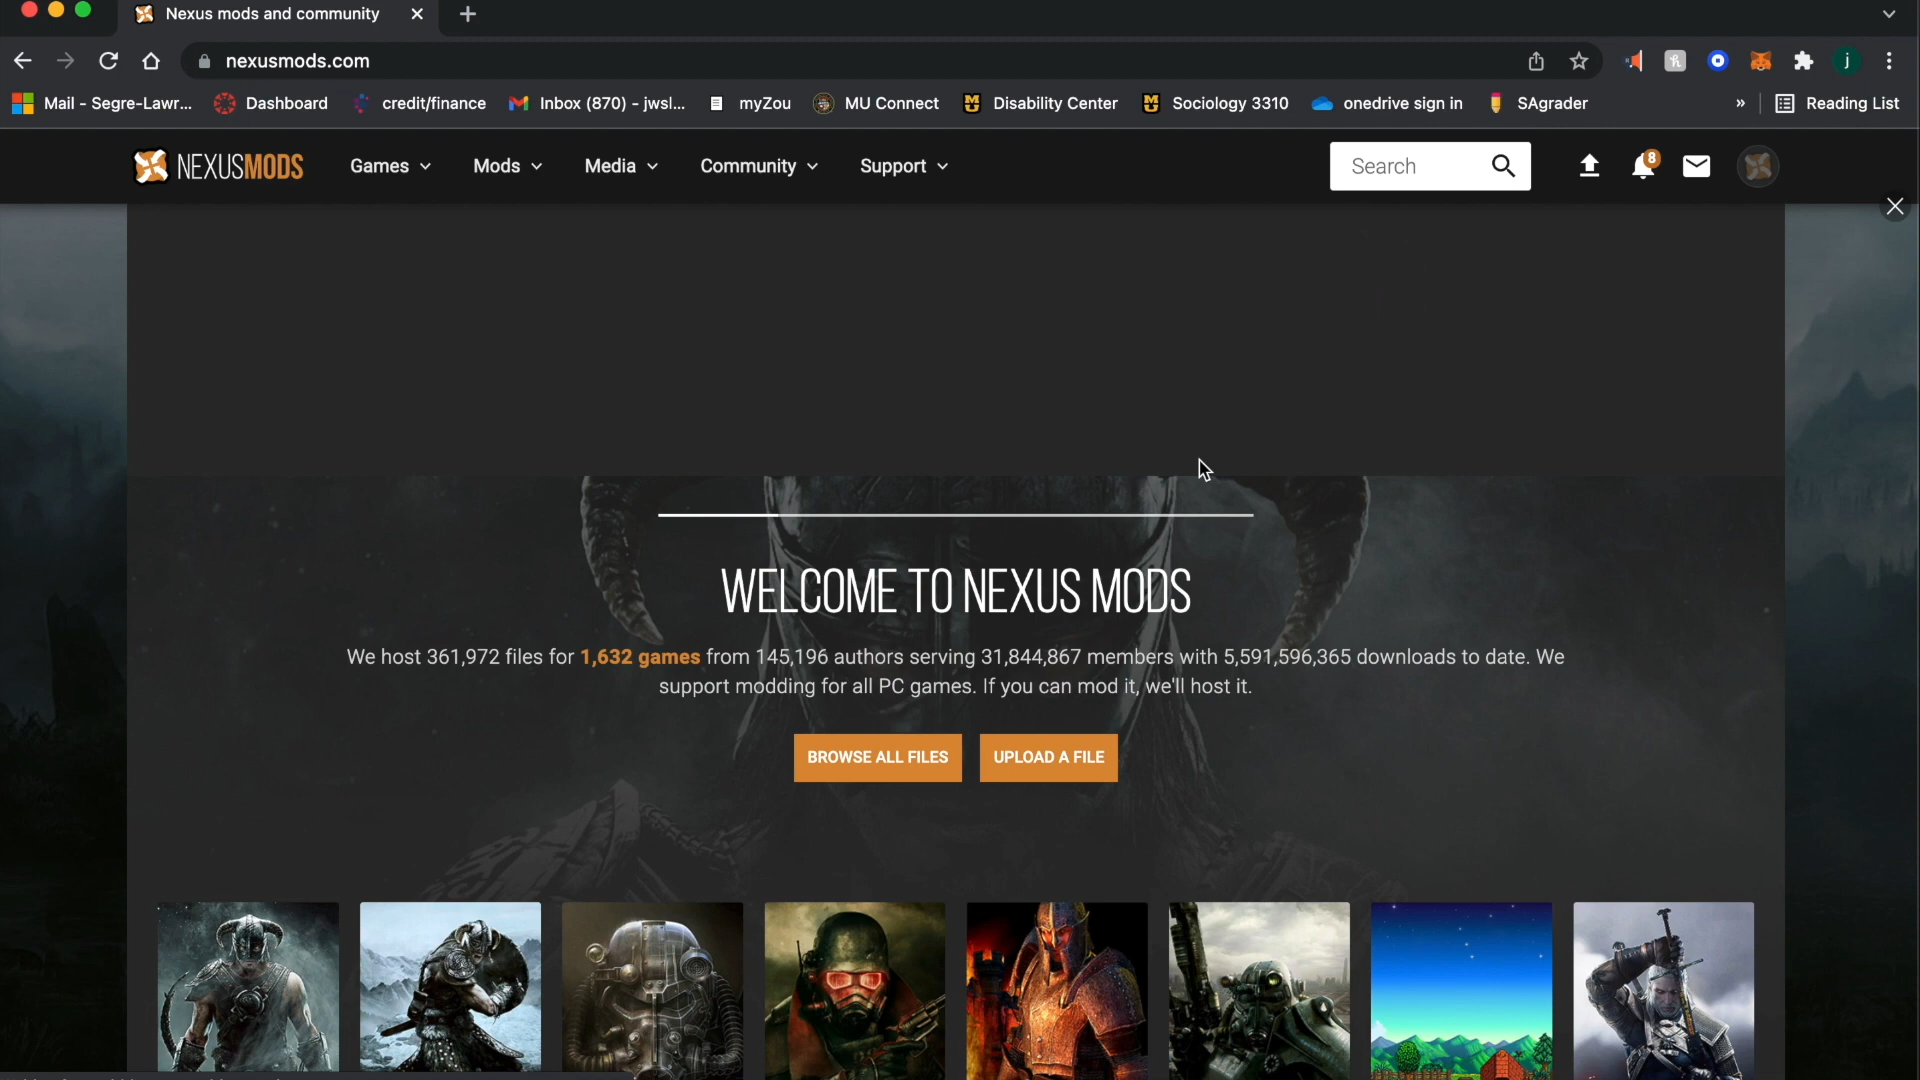 Nexus mods and community
nexusmods.com
Mail - Segre-Lawr...
Dashboard
credit/finance
Inbox (870) - jwsl...
myZou
MU Connect
Disability Center
Sociology 3310
onedrive sign in
SAgrader
»
Reading List
NEXUSMODS
Games
Mods
Media
Community
Support
Search
8
j
WELCOME TO NEXUS MODS
We host 361,972 files for 1,632 games from 145,196 authors serving 31,844,867 members with 5,591,596,365 downloads to date. We
support modding for all PC games. If you can mod it, we'll host it.
BROWSE ALL FILES
UPLOAD A FILE